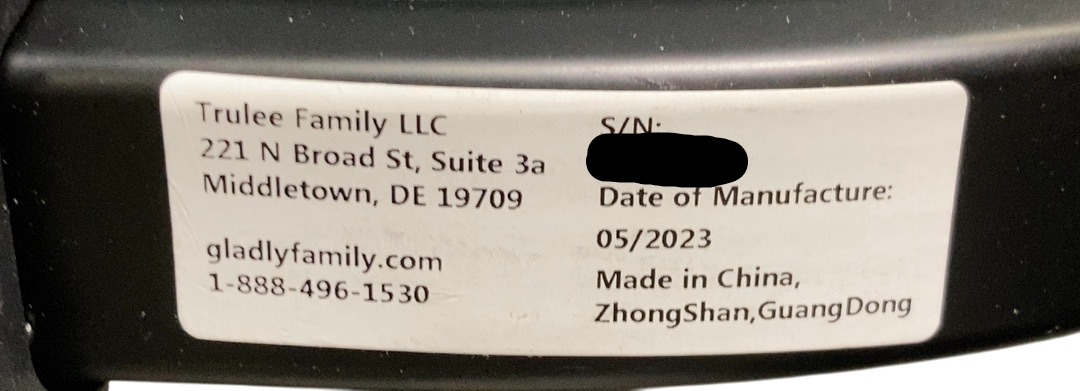 Trulee Family LLC
221 N Broad St, Suite 3a
Middletown, DE 19709
gladlyfamily.com
1-888-496-1530
S/N:
Date of Manufacture:
05/2023
Made in China,
ZhongShan,GuangDong